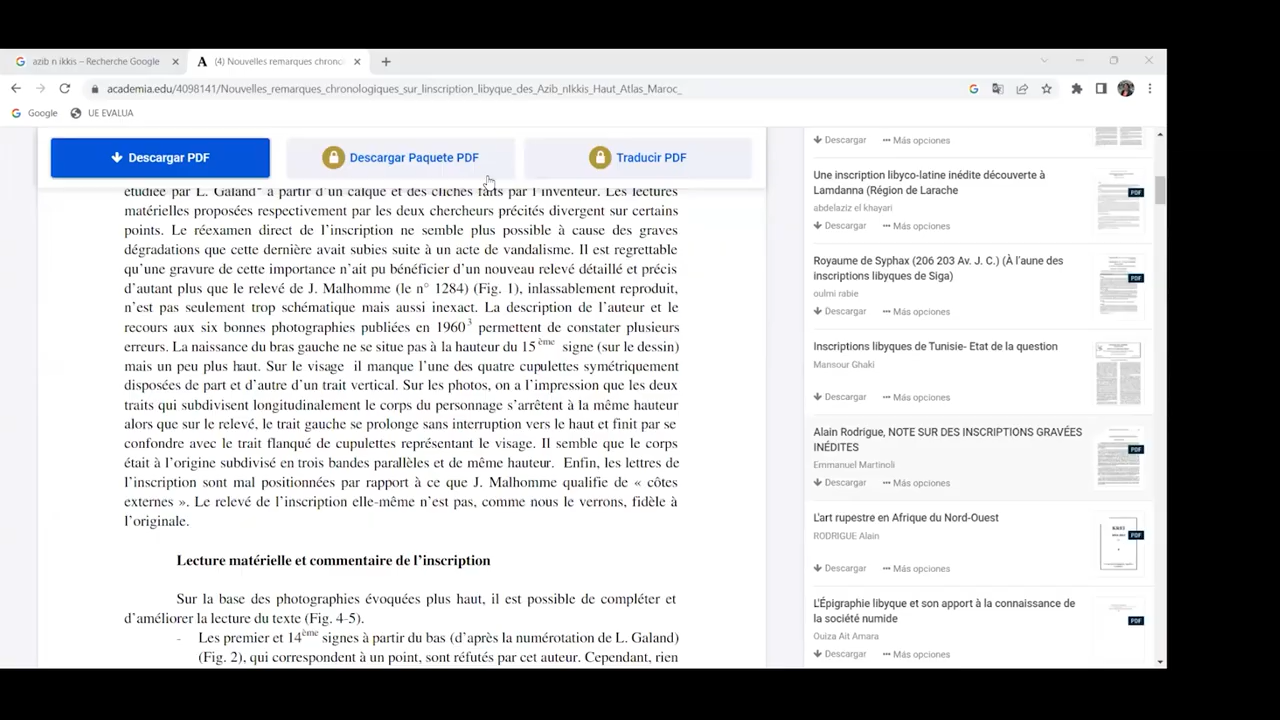 azib n ikkis – Recherche Google
(4) Nouvelles remarques chrono
academia.edu/4098141/Nouvelles_remarques_chronologiques_sur_linscription_libyque_des_Azib_nIkkis_Haut_Atlas_Maroc_
Google
UE EVALUA
Descargar PDF
Descargar Paquete PDF
Traducir PDF
étudiée par L. Galand à partir d'un calque et de clichés faits par l'inventeur. Les lectures
matérielles proposées respectivement par les deux savants précités divergent sur certains
points. Le réexamen direct de l'inscription ne semble plus possible à cause des graves
dégradations que cette dernière avait subies suite à un acte de vandalisme. Il est regrettable
qu'une gravure de cette importance n'ait pas bénéficier d'un nouveau relevé détaillé et précis
d'autant plus que le relevé de J. Malhomme (n° 1284) (Fig. 1), inlassablement reproduit,
n'est pas seulement trop schématique mais aussi inexact. L'inscription et l'auteur du
recours aux six bonnes photographies publiées en 1960³ permettent de constater plusieurs
erreurs. La naissance du bras gauche ne se situe pas à la hauteur du 15ème signe (sur le dessin)
mais un peu plus haut. Sur le visage, il manque une des quatre cupulettes symétriquement
disposées de part et d'autre d'un trait vertical. Sur les photos, on a l'impression que les deux
traits qui subdivisent longitudinalement le corps du personnage s'arrêtent à la même hauteur
alors que sur le relevé, le trait gauche se prolonge sans interruption vers le haut et finit par se
confondre avec le trait flanqué de cupulettes représentant le visage. Il semble que le corps
était à l'origine subdivisé en trois bandes parallèles de même hauteur. Enfin, les lettres de
l'inscription sont mal positionnées par rapport à ce que J. Malhomme qualifie de « côtes
externes ». Le relevé de l'inscription elle-même n'est pas, comme nous le verrons, fidèle à
l'originale.
Lecture matérielle et commentaire de l'inscription
Sur la base des photographies évoquées plus haut, il est possible de compléter et
d'améliorer la lecture du texte (Fig. 4-5).
- Les premier et 14ème signes à partir du bas (d'après la numérotation de L. Galand)
(Fig. 2), qui correspondent à un point, sont réfutés par cet auteur. Cependant, rien
Descargar
Más opciones
Una inscription libyco-latine inédite découverte à
Lamdanna (Région de Larache
abdelaziz el khayari
Descargar
Más opciones
PDF
Royaume de Syphax (206 203 Av. J. C.) (À l'aune des
inscriptions libyques de Siga)
oulmi rabie
Descargar
Más opciones
PDF
Inscriptions libyques de Tunisie- Etat de la question
Mansour Ghaki
Descargar
Más opciones
Alain Rodrigue, NOTE SUR DES INSCRIPTIONS GRAVÉES
INÉDITES
Emmanuel Martinoli
Descargar
Más opciones
PDF
L'art rupestre en Afrique du Nord-Ouest
RODRIGUE Alain
Descargar
Más opciones
PDF
L'Épigraphie libyque et son apport à la connaissance de
la société numide
Ouiza Ait Amara
Descargar
Más opciones
PDF